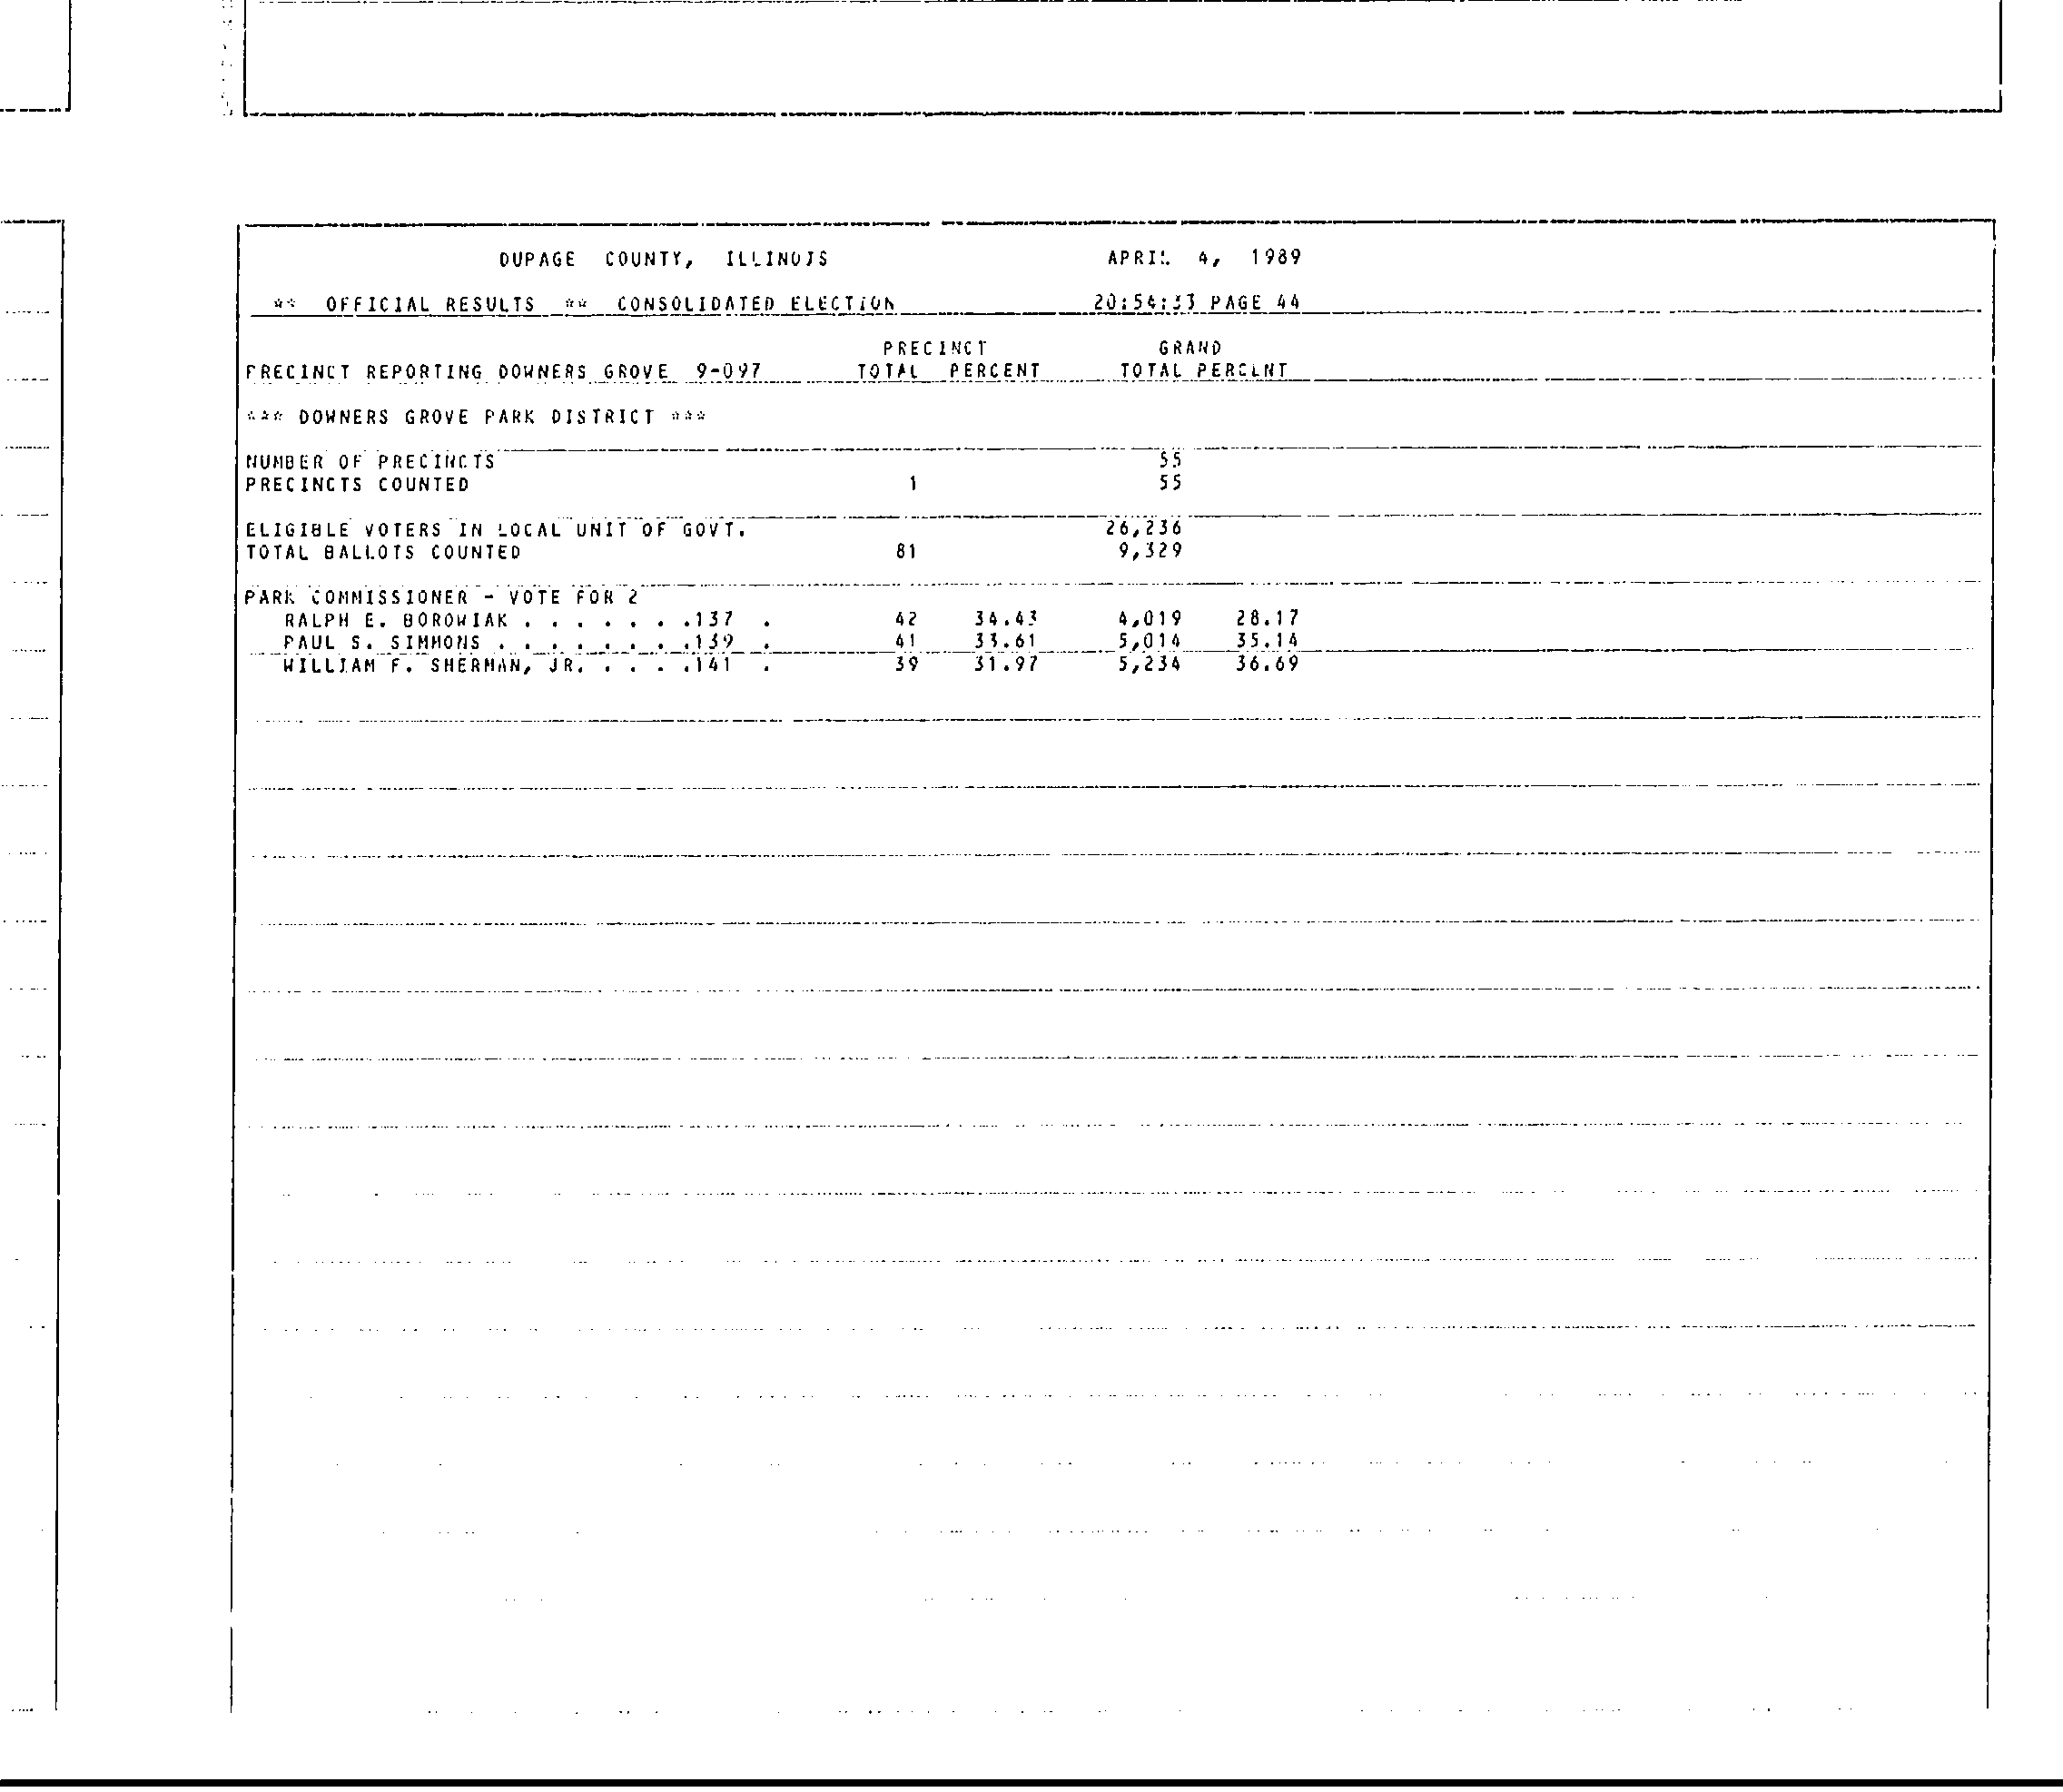 DUPAGE COUNTY, ILLINOIS APRIL 4, 1989
** OFFICIAL RESULTS ** CONSOLIDATED ELECTION 20:54:33 PAGE 44
PRECINCT GRAND
PRECINCT REPORTING DOWNERS GROVE 9-097 TOTAL PERCENT TOTAL PERCENT
*** DOWNERS GROVE PARK DISTRICT ***
NUMBER OF PRECINCTS 55
PRECINCTS COUNTED 1 55
ELIGIBLE VOTERS IN LOCAL UNIT OF GOVT. 26,236
TOTAL BALLOTS COUNTED 81 9,329
PARK COMMISSIONER - VOTE FOR 2
RALPH E. BOROWIAK . . . . . . .137 . 42 34.43 4,019 28.17
PAUL S. SIMMONS . . . . . . . .139 . 41 33.61 5,014 35.14
WILLIAM F. SHERMAN, JR. . . . .141 . 39 31.97 5,234 36.69